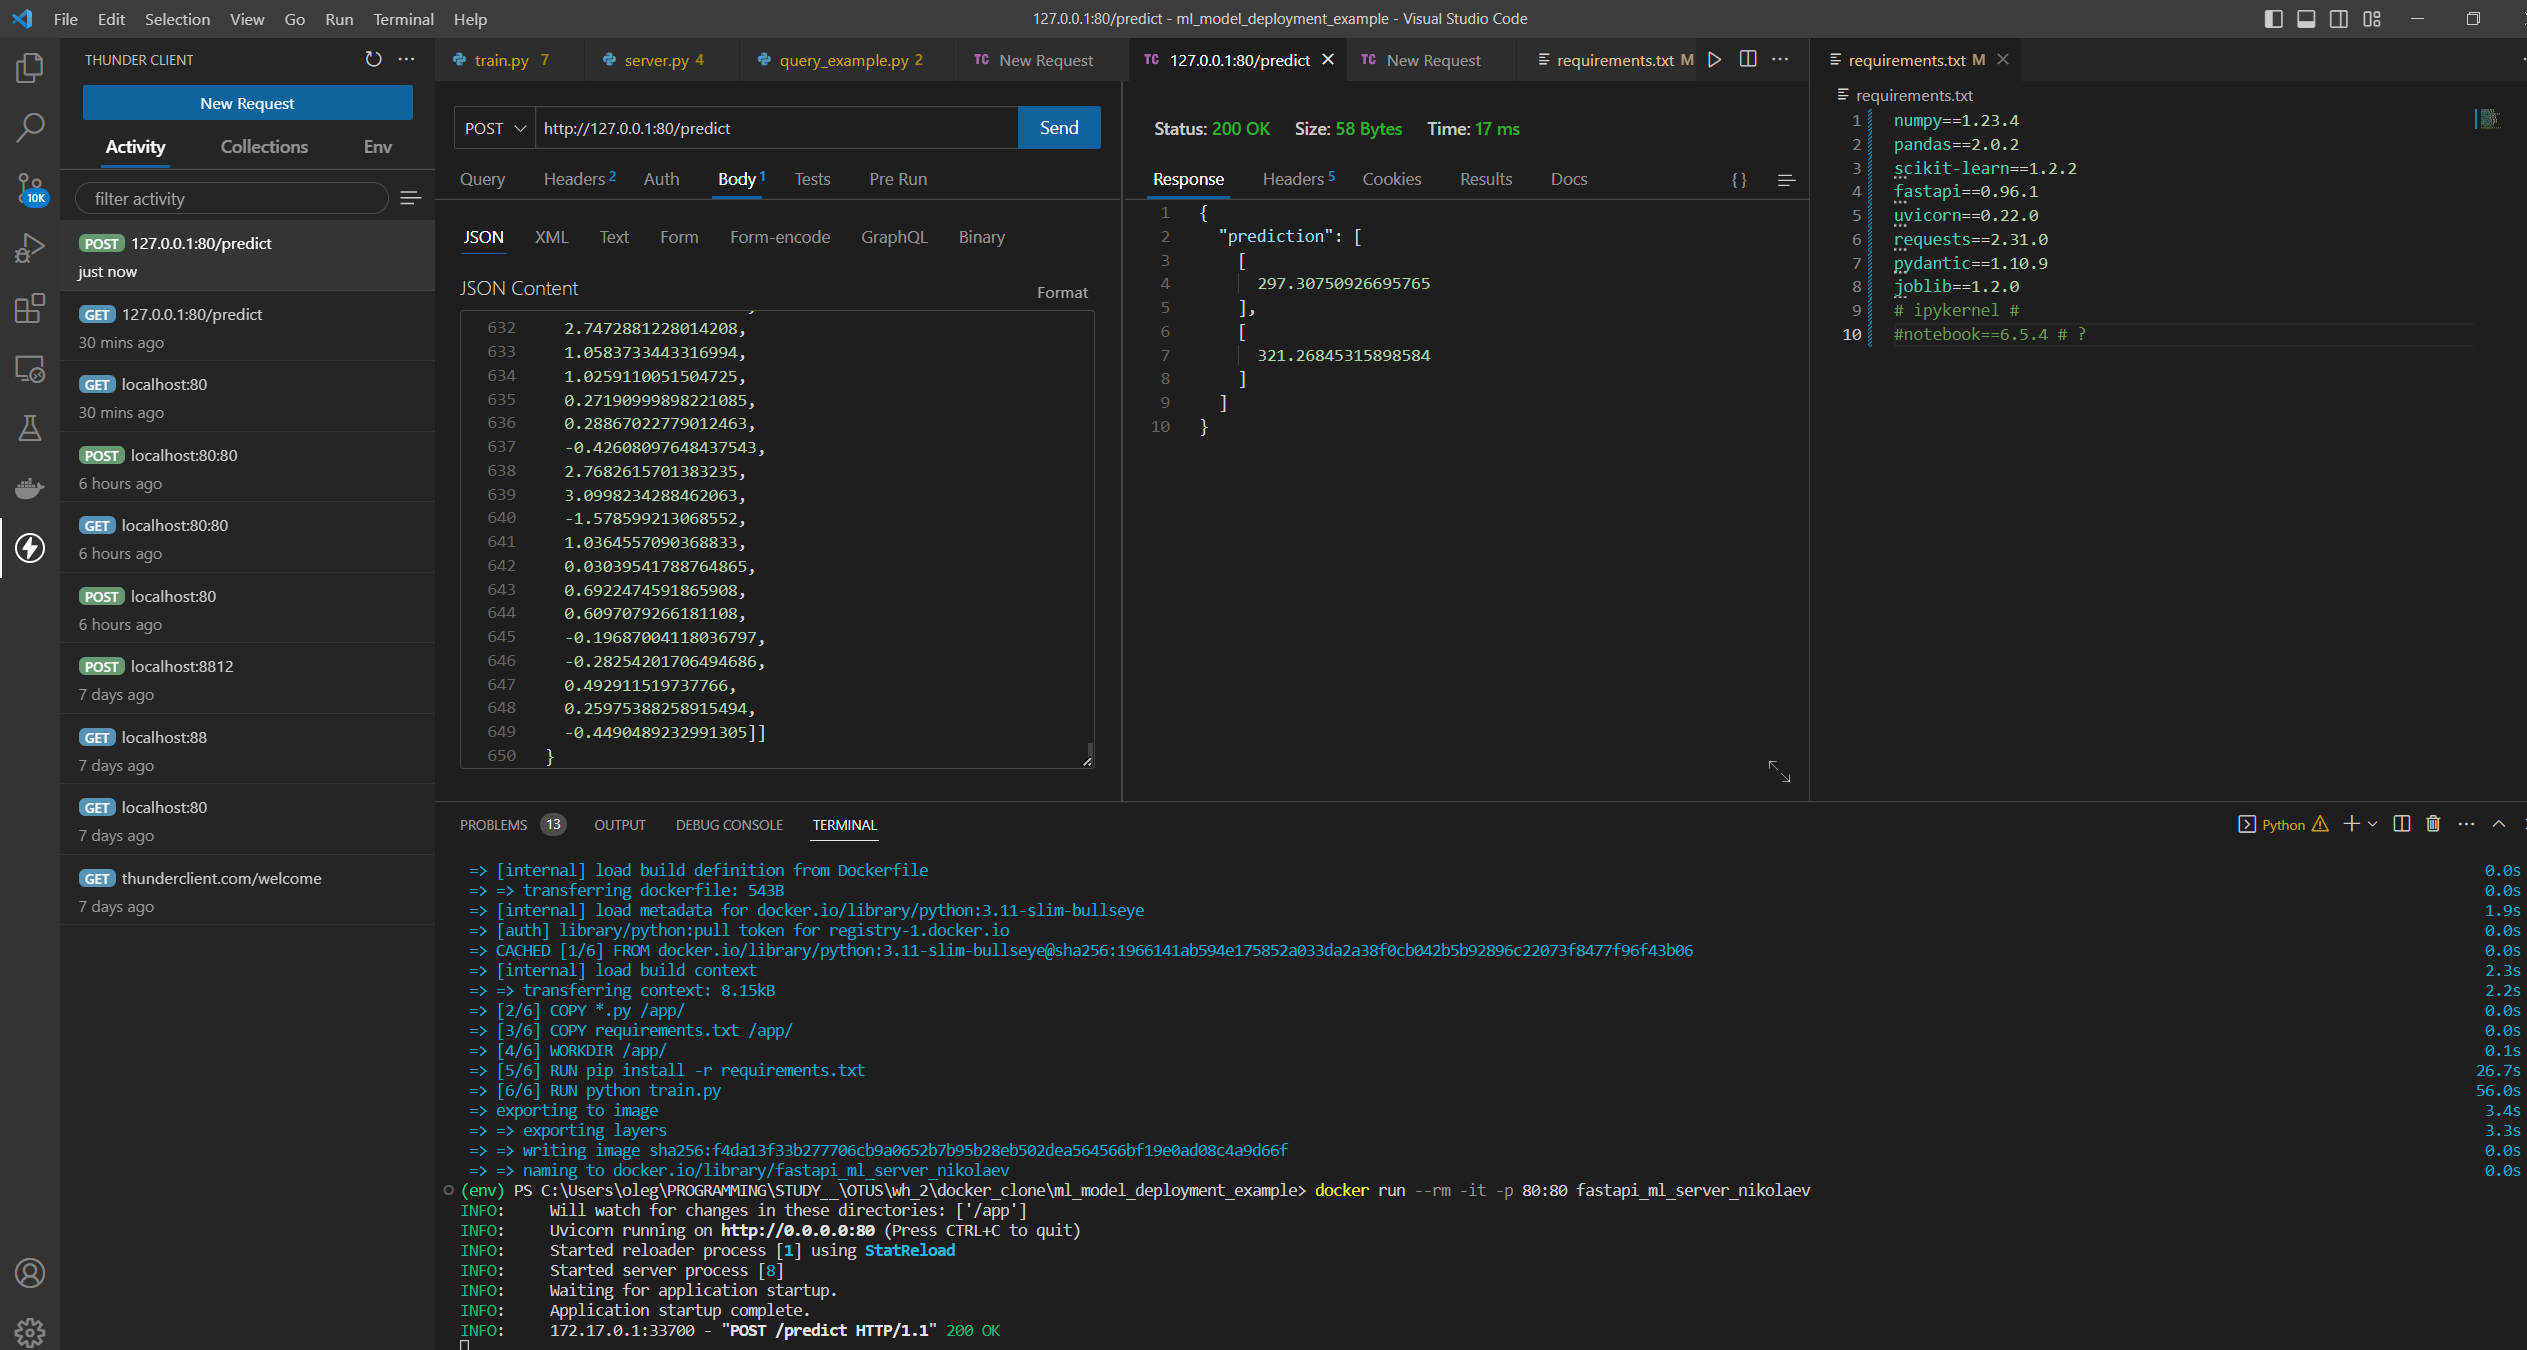 File Edit Selection View Go Run Terminal Help
127.0.0.1:80/predict - ml_model_deployment_example - Visual Studio Code
THUNDER CLIENT
New Request
Activity Collections Env
filter activity
POST 127.0.0.1:80/predict
just now
GET 127.0.0.1:80/predict
30 mins ago
GET localhost:80
30 mins ago
POST localhost:80:80
6 hours ago
GET localhost:80:80
6 hours ago
POST localhost:80
6 hours ago
POST localhost:8812
7 days ago
GET localhost:88
7 days ago
GET localhost:80
7 days ago
GET thunderclient.com/welcome
7 days ago
10K
train.py 7 server.py 4 query_example.py 2 TC New Request TC 127.0.0.1:80/predict TC New Request requirements.txt M
POST http://127.0.0.1:80/predict Send
Query Headers 2 Auth Body 1 Tests Pre Run
JSON XML Text Form Form-encode GraphQL Binary
JSON Content
Format
632 2.7472881228014208,
633 1.0583733443316994,
634 1.0259110051504725,
635 0.27190999898221085,
636 0.28867022779012463,
637 -0.42608097648437543,
638 2.7682615701383235,
639 3.0998234288462063,
640 -1.578599213068552,
641 1.0364557090368833,
642 0.03039541788764865,
643 0.6922474591865908,
644 0.6097079266181108,
645 -0.19687004118036797,
646 -0.28254201706494686,
647 0.492911519737766,
648 0.25975388258915494,
649 -0.4490489232991305]]
650 }
Status: 200 OK Size: 58 Bytes Time: 17 ms
Response Headers 5 Cookies Results Docs { }
1 {
2 "prediction": [
3 [
4 297.30750926695765
5 ],
6 [
7 321.26845315898584
8 ]
9 ]
10 }
requirements.txt M
requirements.txt
1 numpy==1.23.4
2 pandas==2.0.2
3 scikit-learn==1.2.2
4 fastapi==0.96.1
5 uvicorn==0.22.0
6 requests==2.31.0
7 pydantic==1.10.9
8 joblib==1.2.0
9 # ipykernel #
10 #notebook==6.5.4 # ?
PROBLEMS 13 OUTPUT DEBUG CONSOLE TERMINAL
Python
=> [internal] load build definition from Dockerfile 0.0s
=> => transferring dockerfile: 543B 0.0s
=> [internal] load metadata for docker.io/library/python:3.11-slim-bullseye 1.9s
=> [auth] library/python:pull token for registry-1.docker.io 0.0s
=> CACHED [1/6] FROM docker.io/library/python:3.11-slim-bullseye@sha256:1966141ab594e175852a033da2a38f0cb042b5b92896c22073f8477f96f43b06 0.0s
=> [internal] load build context 2.3s
=> => transferring context: 8.15kB 2.2s
=> [2/6] COPY *.py /app/ 0.0s
=> [3/6] COPY requirements.txt /app/ 0.0s
=> [4/6] WORKDIR /app/ 0.1s
=> [5/6] RUN pip install -r requirements.txt 26.7s
=> [6/6] RUN python train.py 56.0s
=> exporting to image 3.4s
=> => exporting layers 3.3s
=> => writing image sha256:f4da13f33b277706cb9a0652b7b95b28eb502dea564566bf19e0ad08c4a9d66f 0.0s
=> => naming to docker.io/library/fastapi_ml_server_nikolaev 0.0s
(env) PS C:\Users\oleg\PROGRAMMING\STUDY__\OTUS\wh_2\docker_clone\ml_model_deployment_example> docker run --rm -it -p 80:80 fastapi_ml_server_nikolaev
INFO: Will watch for changes in these directories: ['/app']
INFO: Uvicorn running on http://0.0.0.0:80 (Press CTRL+C to quit)
INFO: Started reloader process [1] using StatReload
INFO: Started server process [8]
INFO: Waiting for application startup.
INFO: Application startup complete.
INFO: 172.17.0.1:33700 - "POST /predict HTTP/1.1" 200 OK